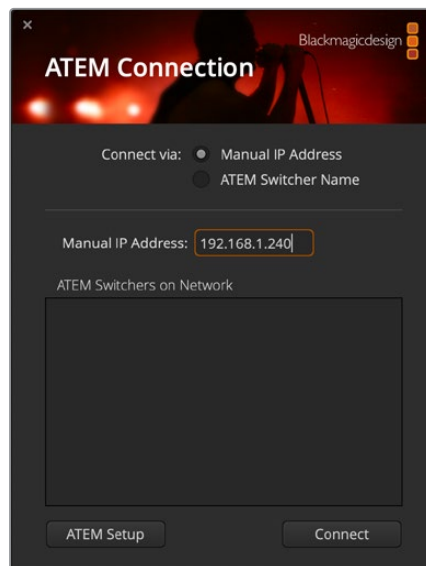 ×
Blackmagicdesign
ATEM Connection
Connect via: Manual IP Address
ATEM Switcher Name
Manual IP Address: 192.168.1.240
ATEM Switchers on Network
ATEM Setup Connect